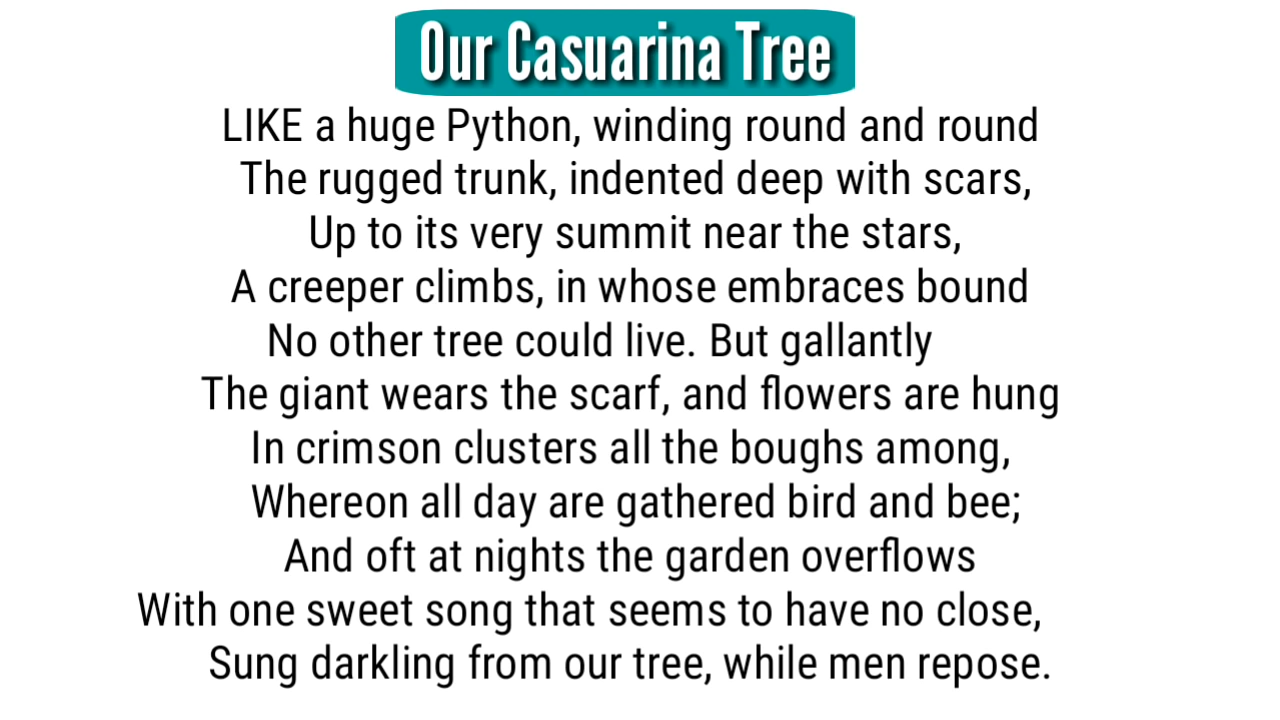 Our Casuarina Tree
LIKE a huge Python, winding round and round
The rugged trunk, indented deep with scars,
Up to its very summit near the stars,
A creeper climbs, in whose embraces bound
No other tree could live. But gallantly
The giant wears the scarf, and flowers are hung
In crimson clusters all the boughs among,
Whereon all day are gathered bird and bee;
And oft at nights the garden overflows
With one sweet song that seems to have no close,
Sung darkling from our tree, while men repose.